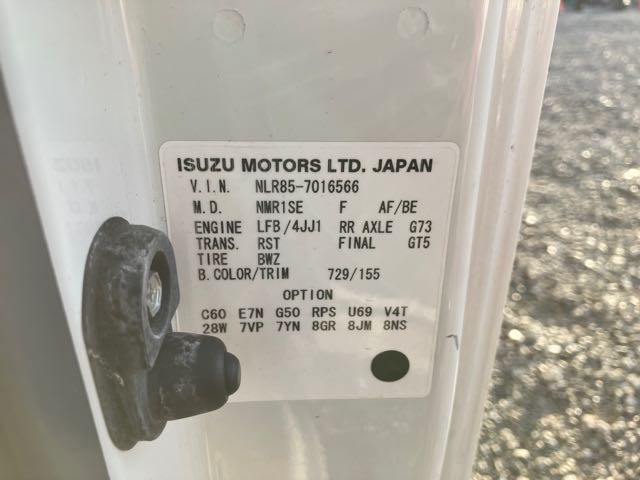 ISUZU MOTORS LTD. JAPAN
V.I.N. NLR85-7016566
M.D. NMR1SE F AF/BE
ENGINE LFB/4JJ1 RR AXLE G73
TRANS. RST FINAL GT5
TIRE BWZ
B.COLOR/TRIM 729/155
OPTION
C60 E7N G50 RPS U69 V4T
28W 7VP 7YN 8GR 8JM 8NS